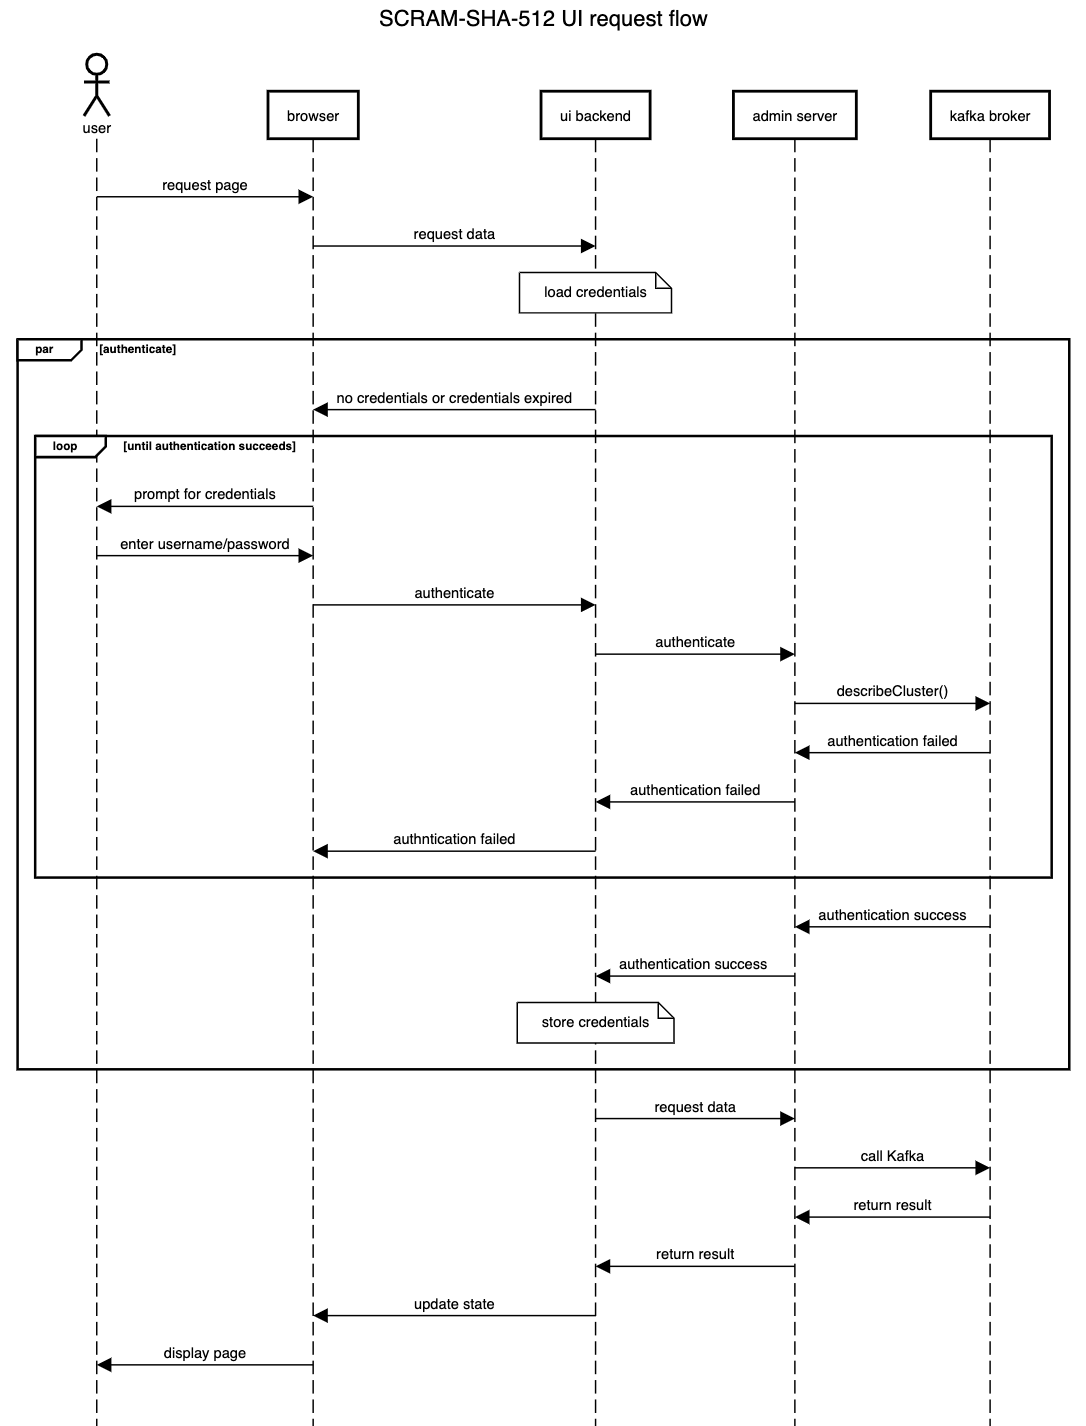 SCRAM-SHA-512 UI request flow
user
browser
ui backend
admin server
kafka broker
request page
request data
load credentials
par
[authenticate]
no credentials or credentials expired
loop
[until authentication succeeds]
prompt for credentials
enter username/password
authenticate
authenticate
describeCluster()
authentication failed
authentication failed
authntication failed
authentication success
authentication success
store credentials
request data
call Kafka
return result
return result
update state
display page